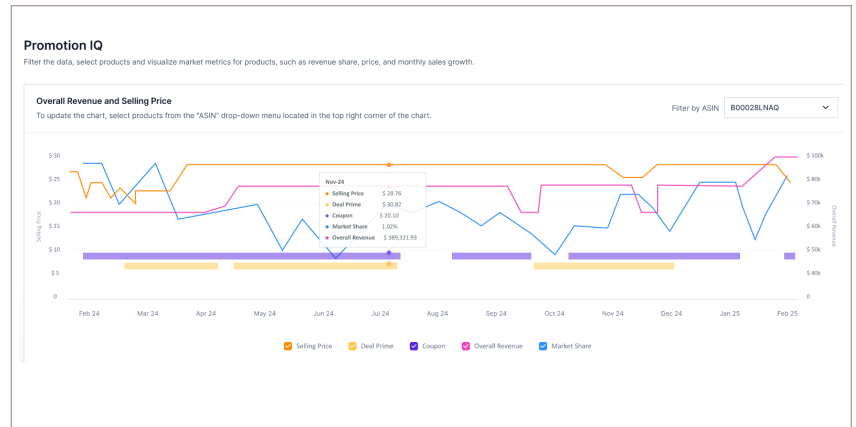 Promotion IQ
Filter the data, select products and visualize market metrics for products, such as revenue share, price, and monthly sales growth.
Overall Revenue and Selling Price
To update the chart, select products from the "ASIN" drop-down menu located in the top right corner of the chart.
Filter by ASIN
B00028LNAQ
Selling Price
$ 30
$ 25
$ 20
$ 15
$ 10
$ 5
0
Nov-24
Selling Price $ 28.76
Deal Prime $ 30.82
Coupon $ 20.10
Market Share 1.02%
Overall Revenue $ 389,321.93
$ 100k
$ 80k
$ 70k
$ 60k
$ 50k
$ 40k
0
Overall Revenue
Feb 24 Mar 24 Apr 24 May 24 Jun 24 Jul 24 Aug 24 Sep 24 Oct 24 Nov 24 Dec 24 Jan 25 Feb 25
Selling Price Deal Prime Coupon Overall Revenue Market Share